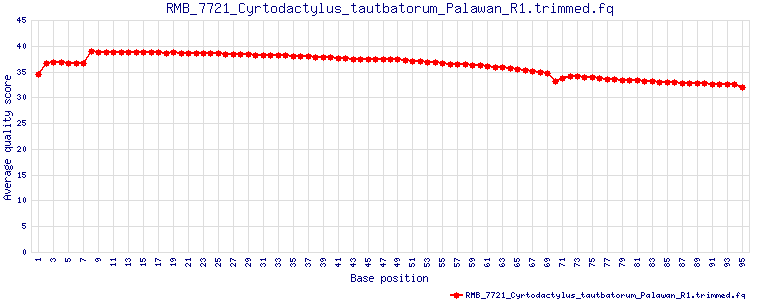 RMB_7721_Cyrtodactylus_tautbatorum_Palawan_R1.trimmed.fq
Average quality score
45
40
35
30
25
20
15
10
5
0
1 3 5 7 9 11 13 15 17 19 21 23 25 27 29 31 33 35 37 39 41 43 45 47 49 51 53 55 57 59 61 63 65 67 69 71 73 75 77 79 81 83 85 87 89 91 93 95
Base position
RMB_7721_Cyrtodactylus_tautbatorum_Palawan_R1.trimmed.fq